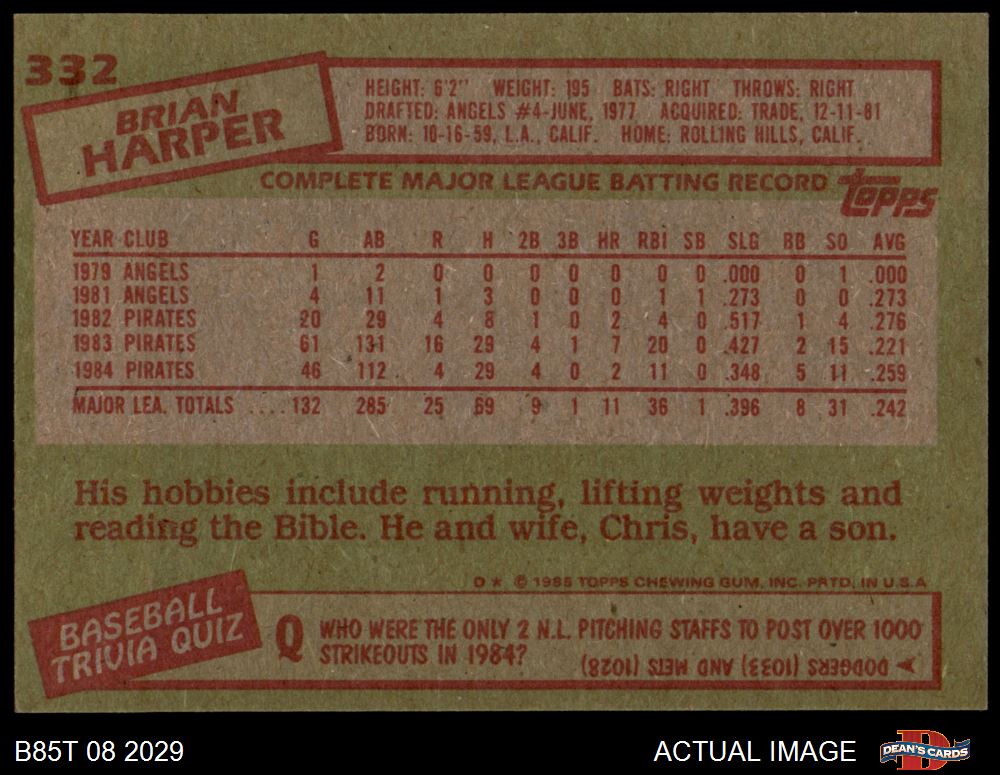 332
BRIAN
HARPER
HEIGHT: 6'2" WEIGHT: 195 BATS: RIGHT THROWS: RIGHT
DRAFTED: ANGELS #4-JUNE, 1977 ACQUIRED: TRADE, 12-11-81
BORN: 10-16-59, L.A., CALIF. HOME: ROLLING HILLS, CALIF.
COMPLETE MAJOR LEAGUE BATTING RECORD topps
YEAR CLUB G AB R H 2B 3B HR RBI SB SLG BB SO AVG
1979 ANGELS 1 2 0 0 0 0 0 0 0 .000 0 1 .000
1981 ANGELS 4 11 1 3 0 0 0 1 1 .273 0 0 .273
1982 PIRATES 20 29 4 8 1 0 2 4 0 .517 1 4 .276
1983 PIRATES 61 131 16 29 4 1 7 20 0 .427 2 15 .221
1984 PIRATES 46 112 4 29 4 0 2 11 0 .348 5 11 .259
MAJOR LEA. TOTALS .... 132 285 25 69 9 1 11 36 1 .396 8 31 .242
His hobbies include running, lifting weights and
reading the Bible. He and wife, Chris, have a son.
D* © 1985 TOPPS CHEWING GUM, INC. PRTD. IN U.S.A
BASEBALL
TRIVIA QUIZ
Q WHO WERE THE ONLY 2 N.L. PITCHING STAFFS TO POST OVER 1000
STRIKEOUTS IN 1984?
DODGERS (1033) AND METS (1028)
B85T 08 2029
ACTUAL IMAGE
DEAN'S CARDS